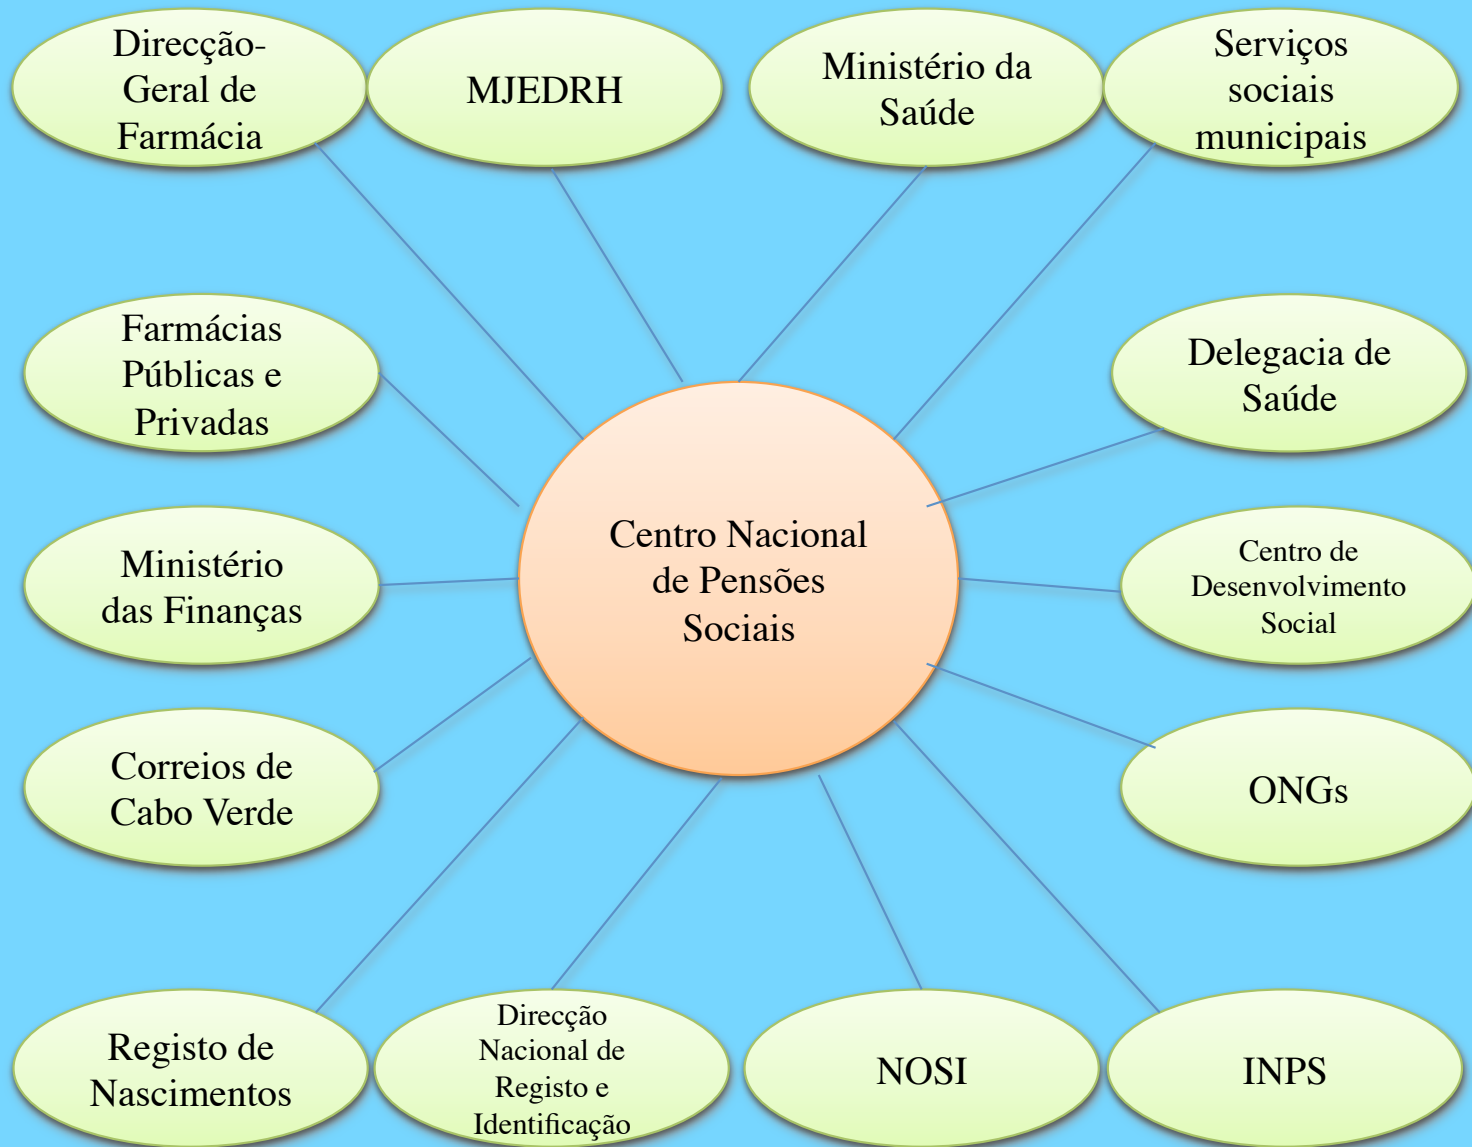 Direcção-
Geral de
Farmácia
MJEDRH
Ministério da
Saúde
Serviços
sociais
municipais
Farmácias
Públicas e
Privadas
Delegacia de
Saúde
Ministério
das Finanças
Centro Nacional
de Pensões
Sociais
Centro de
Desenvolvimento
Social
Correios de
Cabo Verde
ONGs
Registo de
Nascimentos
Direcção
Nacional de
Registo e
Identificação
NOSI
INPS